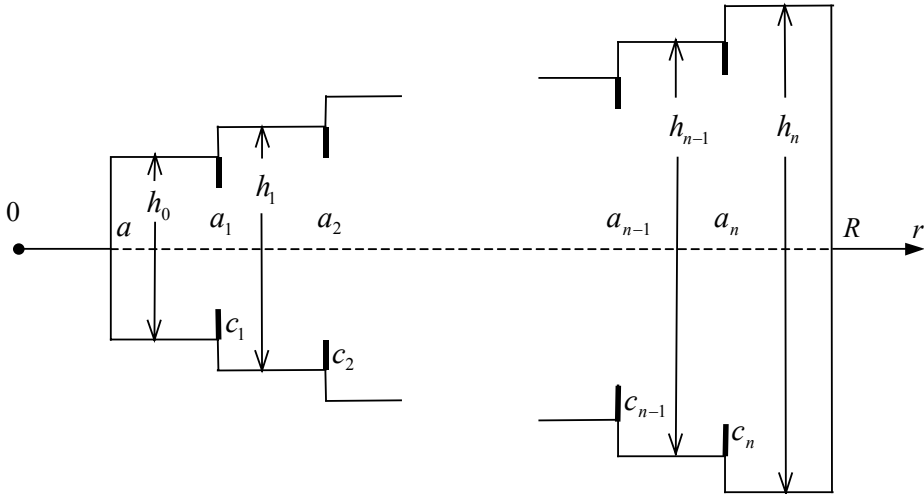 h_{n-1} h_n
0 h_0 h_1
a a_1 a_2 a_{n-1} a_n R r
c_1 c_2
c_{n-1} c_n